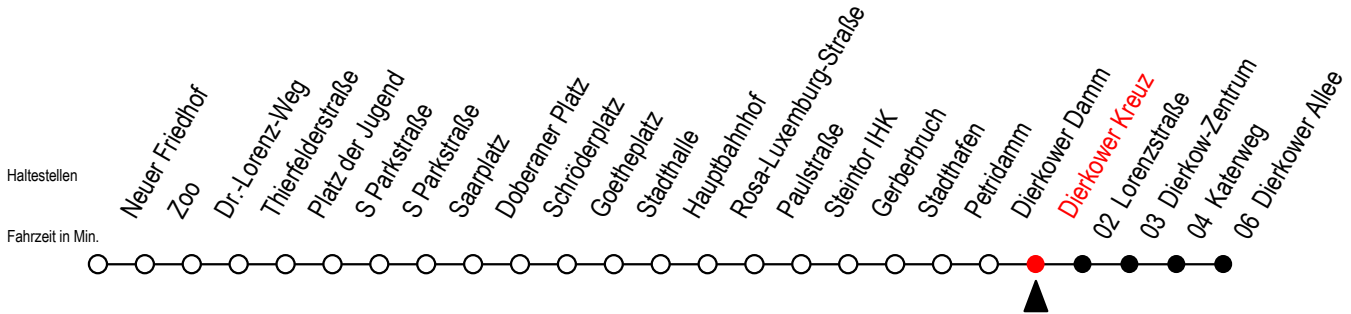 Haltestellen
Fahrzeit in Min.
Neuer Friedhof
Zoo
Dr.-Lorenz-Weg
Thierfelderstraße
Platz der Jugend
S Parkstraße
S Parkstraße
Saarplatz
Doberaner Platz
Schröderplatz
Goetheplatz
Stadthalle
Hauptbahnhof
Rosa-Luxemburg-Straße
Paulstraße
Steintor IHK
Gerberbruch
Stadthafen
Petridamm
Dierkower Damm
Dierkower Kreuz
02 Lorenzstraße
03 Dierkow-Zentrum
04 Katerweg
06 Dierkower Allee